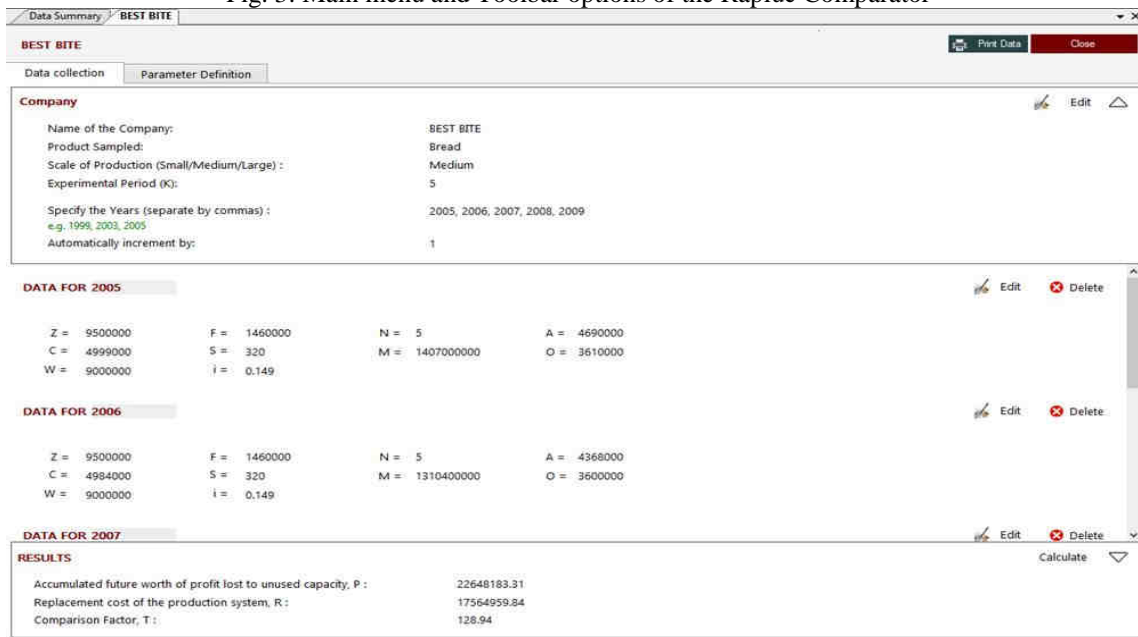 Fig. 5: Main menu and Toolbar options of the Rapide Comparator
Data Summary BEST BITE
BEST BITE Print Data Close
Data collection Parameter Definition
Company Edit
Name of the Company: BEST BITE
Product Sampled: Bread
Scale of Production (Small/Medium/Large) : Medium
Experimental Period (K): 5
Specify the Years (separate by commas) : 2005, 2006, 2007, 2008, 2009
e.g. 1999, 2003, 2005
Automatically increment by: 1
DATA FOR 2005 Edit Delete
Z = 9500000 F = 1460000 N = 5 A = 4690000
C = 4999000 S = 320 M = 1407000000 O = 3610000
W = 9000000 i = 0.149
DATA FOR 2006 Edit Delete
Z = 9500000 F = 1460000 N = 5 A = 4368000
C = 4984000 S = 320 M = 1310400000 O = 3600000
W = 9000000 i = 0.149
DATA FOR 2007 Edit Delete
RESULTS Calculate
Accumulated future worth of profit lost to unused capacity, P : 22648183.31
Replacement cost of the production system, R : 17564959.84
Comparison Factor, T : 128.94